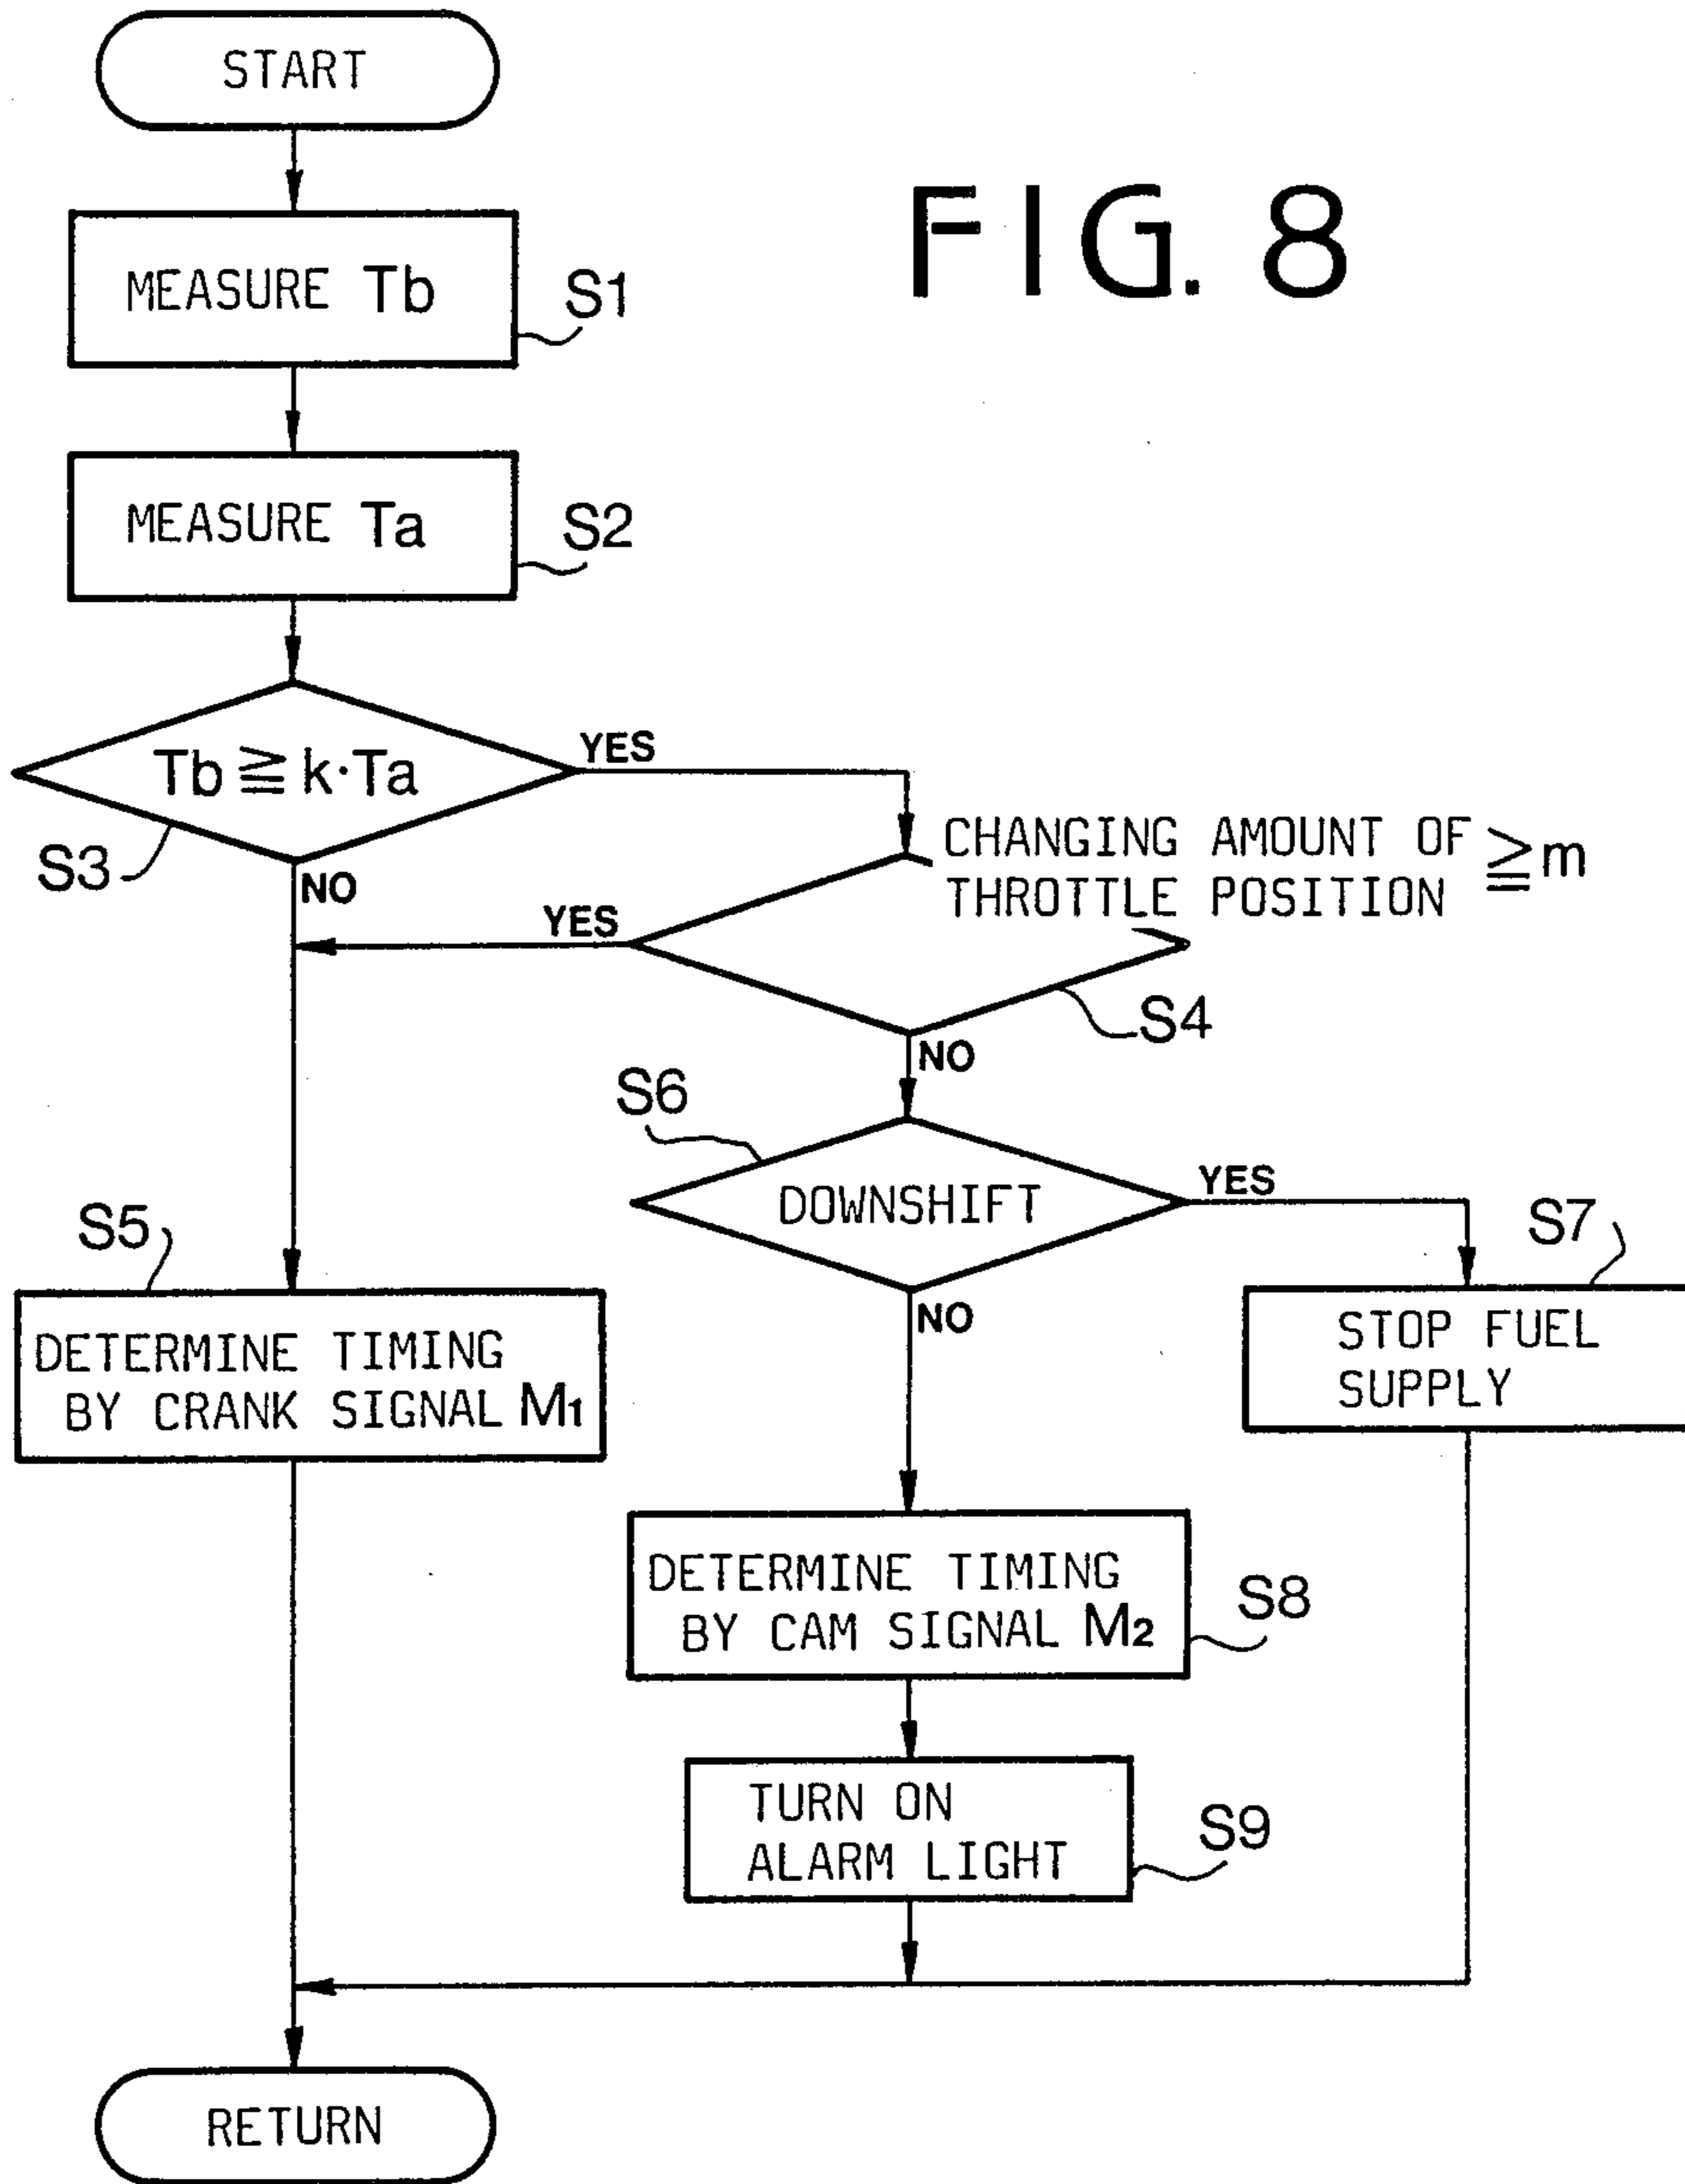 START
FIG. 8
MEASURE Tb
S1
MEASURE Ta
S2
Tb ≧ k·Ta
YES
S3
NO
CHANGING AMOUNT OF
THROTTLE POSITION ≧ m
YES
S4
NO
S6
DOWNSHIFT
YES
S7
STOP FUEL
SUPPLY
S5
DETERMINE TIMING
BY CRANK SIGNAL M1
NO
DETERMINE TIMING
BY CAM SIGNAL M2
S8
TURN ON
ALARM LIGHT
S9
RETURN